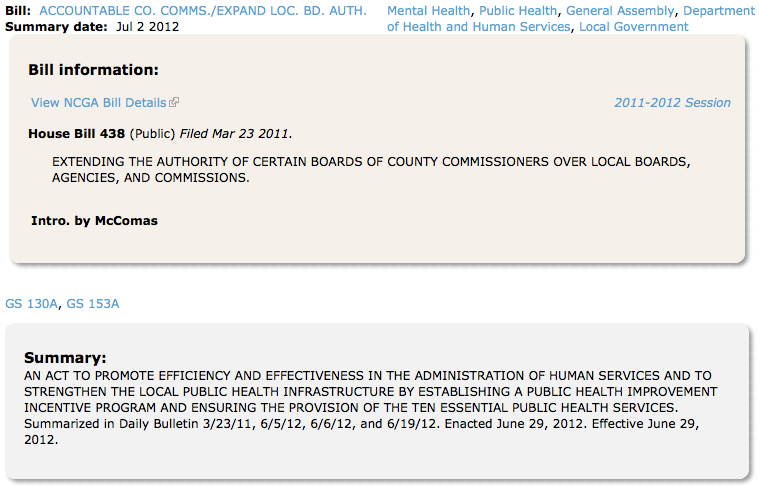 Bill: ACCOUNTABLE CO. COMMS./EXPAND LOC. BD. AUTH.
Summary date: Jul 2 2012
Mental Health, Public Health, General Assembly, Department
of Health and Human Services, Local Government
Bill information:
View NCGA Bill Details
2011-2012 Session
House Bill 438 (Public) Filed Mar 23 2011.
EXTENDING THE AUTHORITY OF CERTAIN BOARDS OF COUNTY COMMISSIONERS OVER LOCAL BOARDS,
AGENCIES, AND COMMISSIONS.
Intro. by McComas
GS 130A, GS 153A
Summary:
AN ACT TO PROMOTE EFFICIENCY AND EFFECTIVENESS IN THE ADMINISTRATION OF HUMAN SERVICES AND TO
STRENGTHEN THE LOCAL PUBLIC HEALTH INFRASTRUCTURE BY ESTABLISHING A PUBLIC HEALTH IMPROVEMENT
INCENTIVE PROGRAM AND ENSURING THE PROVISION OF THE TEN ESSENTIAL PUBLIC HEALTH SERVICES.
Summarized in Daily Bulletin 3/23/11, 6/5/12, 6/6/12, and 6/19/12. Enacted June 29, 2012. Effective June 29,
2012.